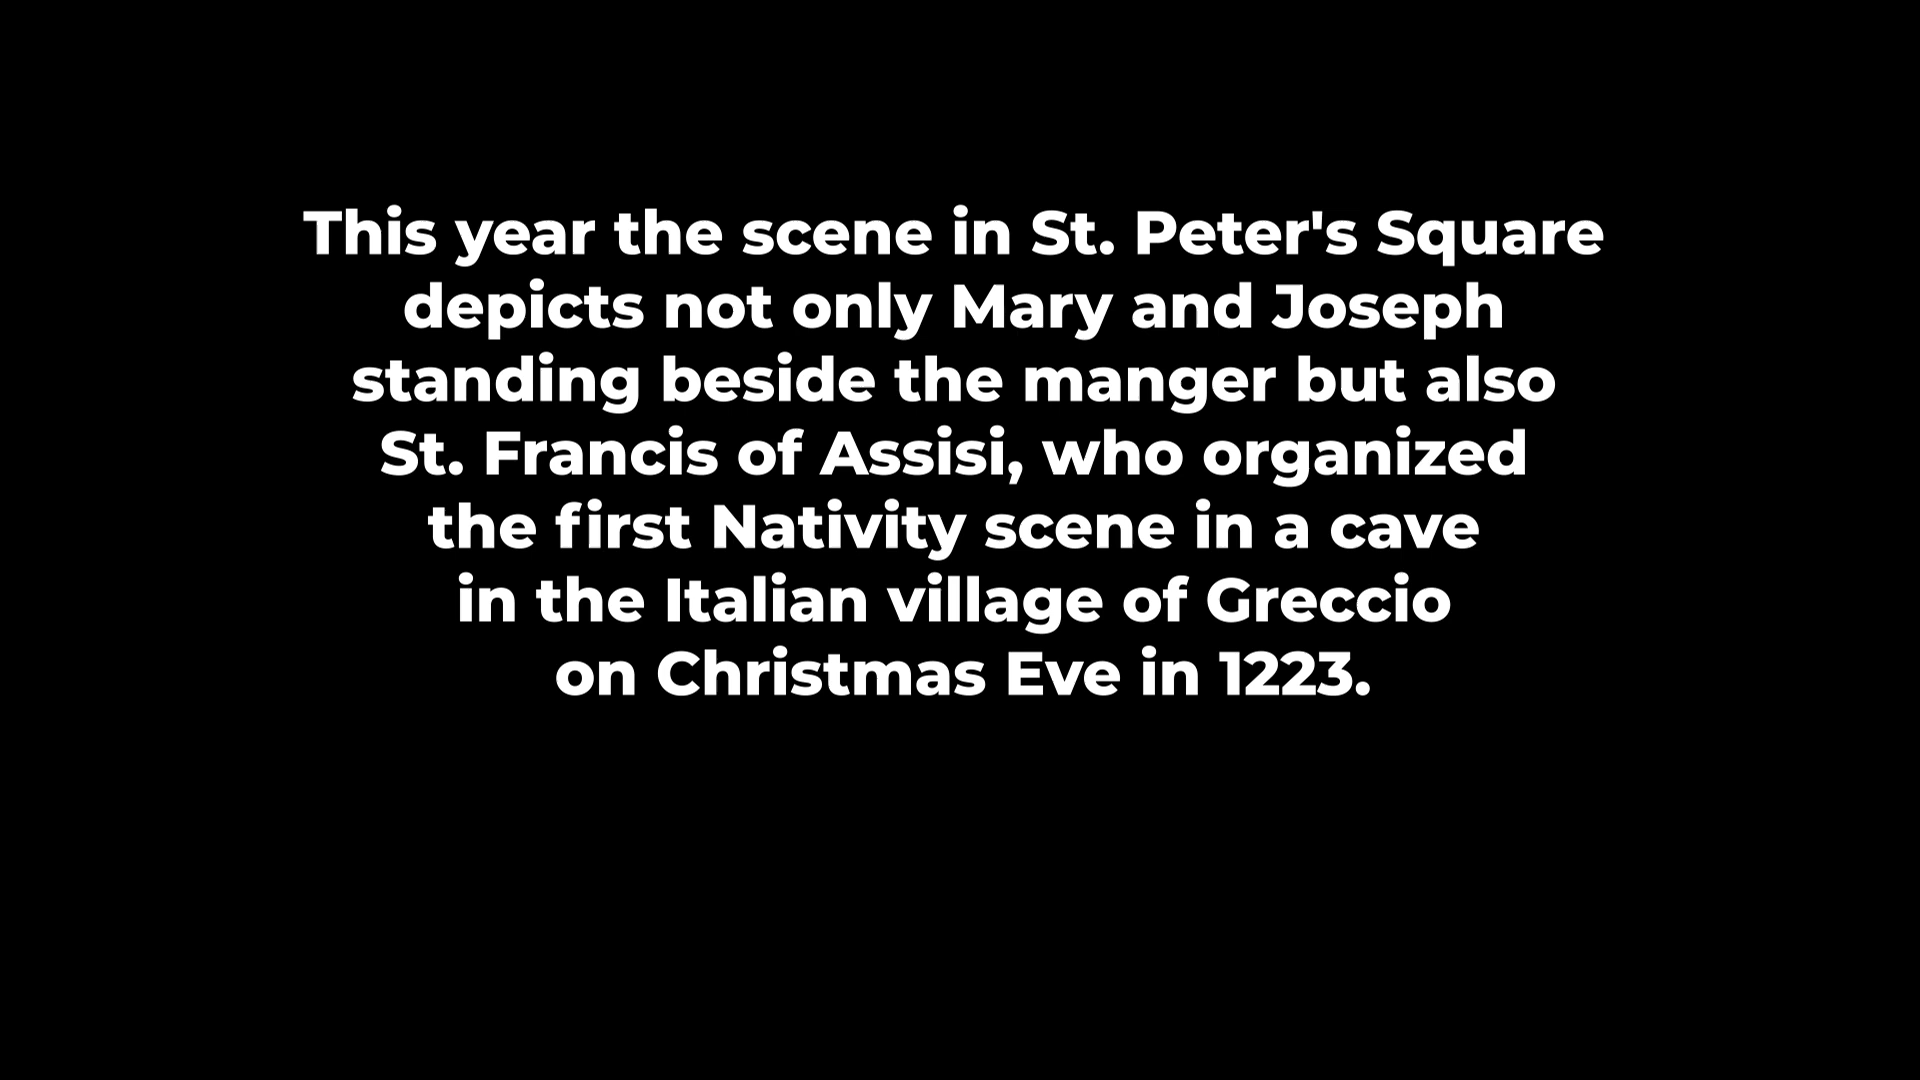 This year the scene in St. Peter's Square
depicts not only Mary and Joseph
standing beside the manger but also
St. Francis of Assisi, who organized
the first Nativity scene in a cave
in the Italian village of Greccio
on Christmas Eve in 1223.